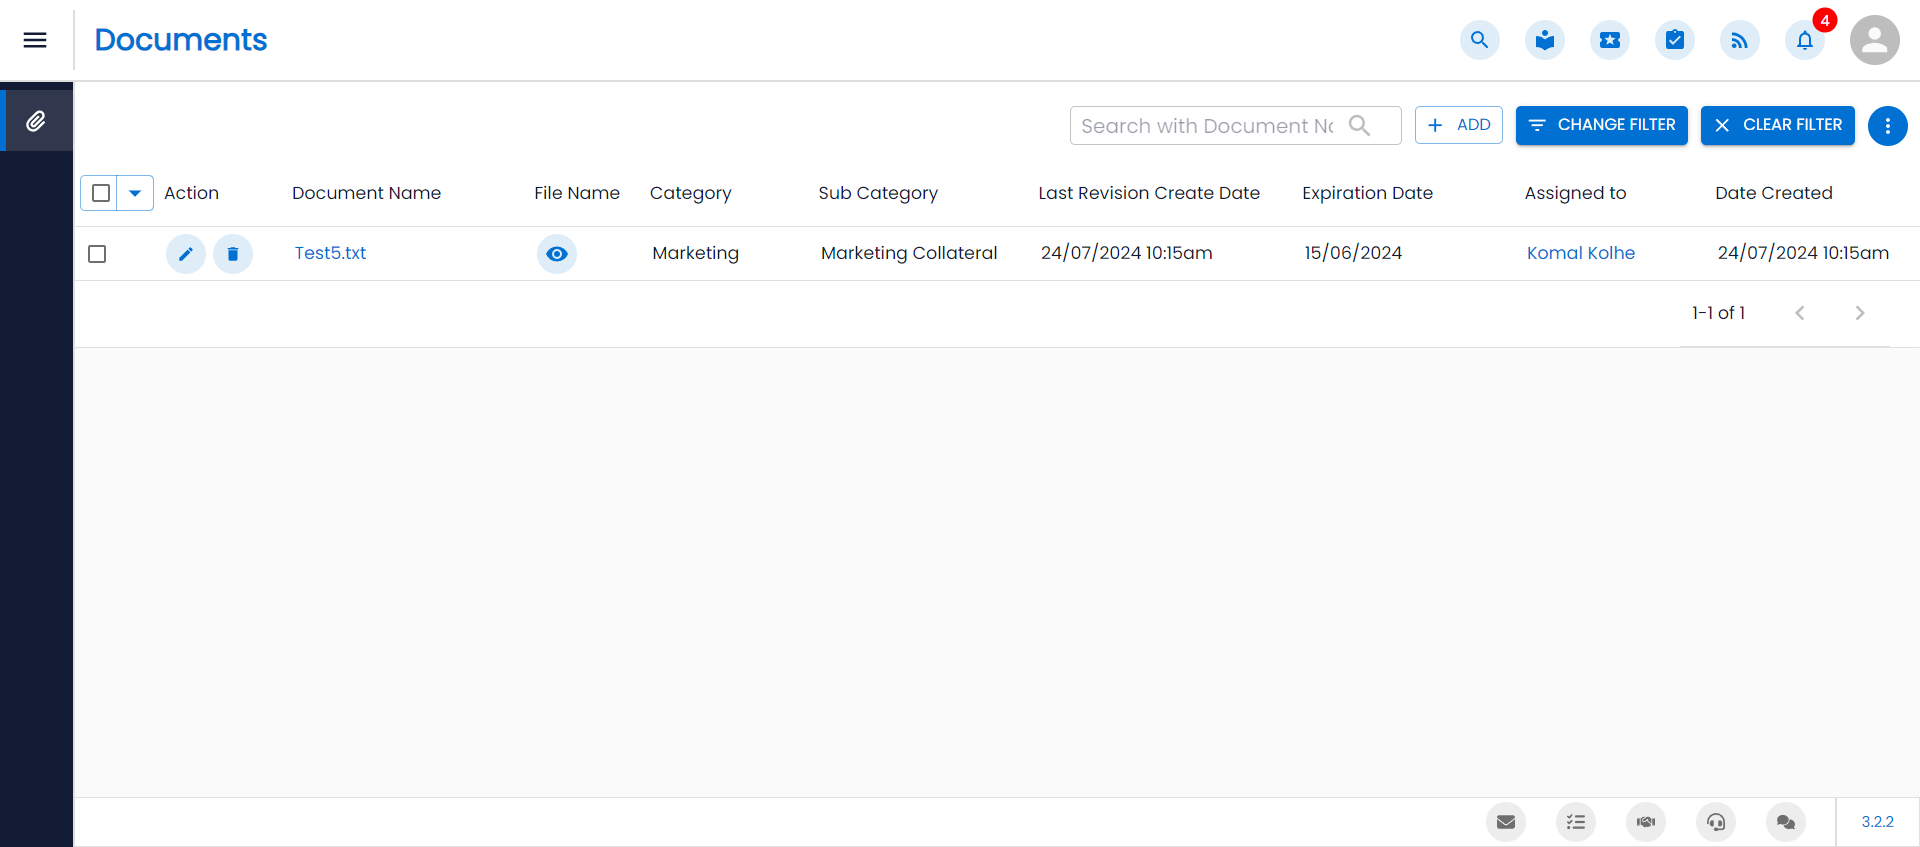 Documents
4
Search with Document Nc
ADD
CHANGE FILTER
CLEAR FILTER
Action Document Name File Name Category Sub Category Last Revision Create Date Expiration Date Assigned to Date Created
Test5.txt Marketing Marketing Collateral 24/07/2024 10:15am 15/06/2024 Komal Kolhe 24/07/2024 10:15am
1-1 of 1
3.2.2